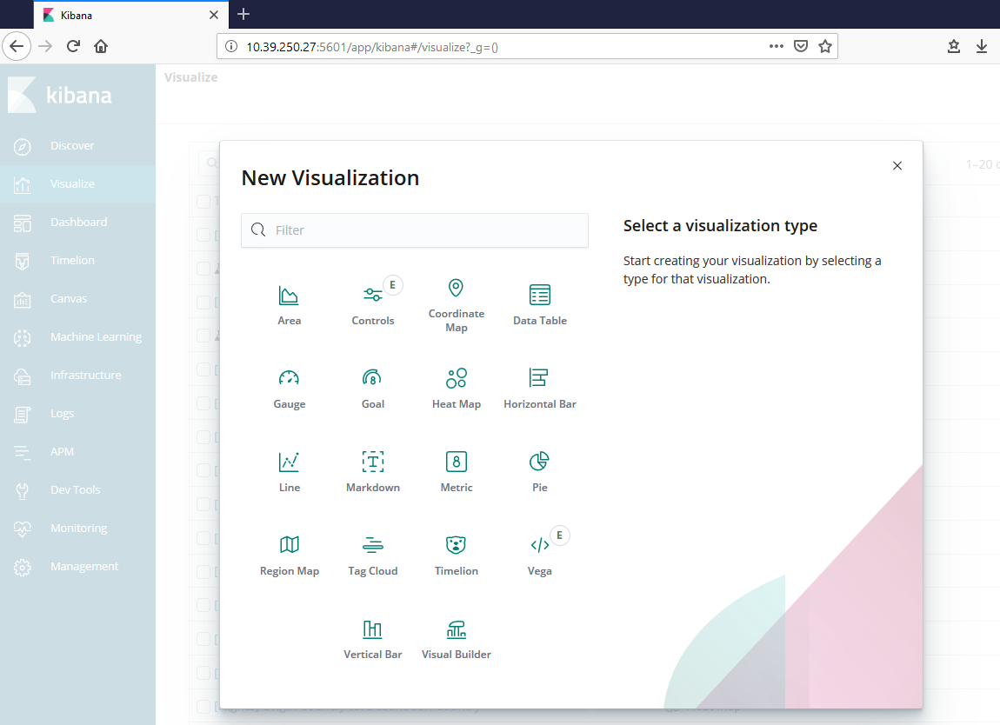 Kibana
10.39.250.27:5601/app/kibana#/visualize?_g=()
kibana
Visualize
Discover
Visualize
Dashboard
Timelion
Canvas
Machine Learning
Infrastructure
Logs
APM
Dev Tools
Monitoring
Management
1–20
New Visualization
Filter
Select a visualization type
Start creating your visualization by selecting a
type for that visualization.
E
Area
Controls
Coordinate
Map
Data Table
8
Gauge
Goal
Heat Map
Horizontal Bar
T
8
Line
Markdown
Metric
Pie
E
Region Map
Tag Cloud
Timelion
Vega
Vertical Bar
Visual Builder